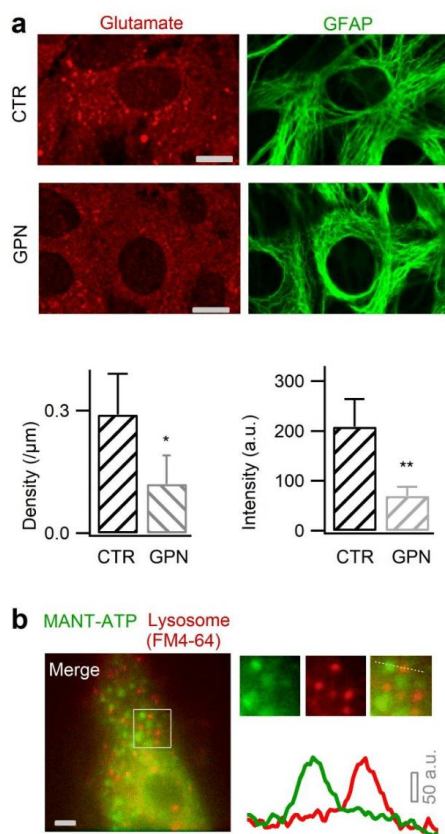 a
Glutamate GFAP
CTR
GPN
Density (/µm)
0.3
0.0
*
CTR GPN
Intensity (a.u.)
300
200
100
0
**
CTR GPN
b
MANT-ATP Lysosome
(FM4-64)
Merge
50 a.u.